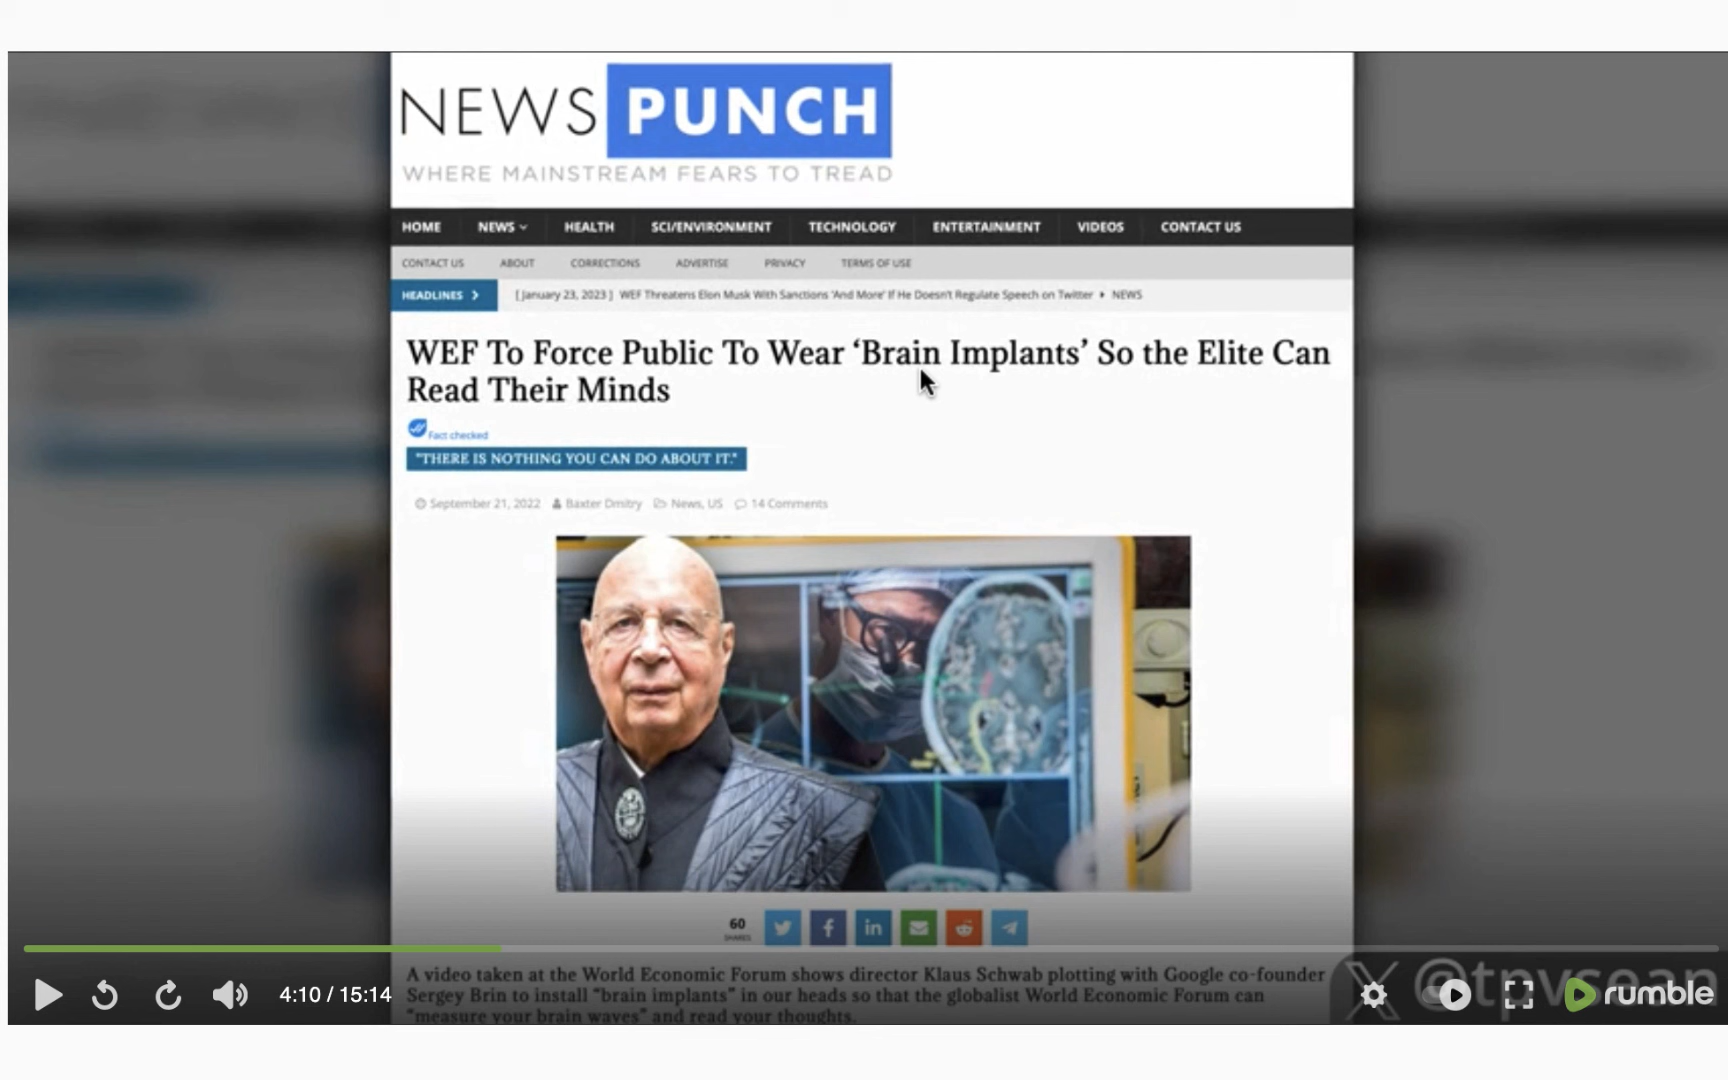 NEWS PUNCH
WHERE MAINSTREAM FEARS TO TREAD
HOME NEWS HEALTH SCI/ENVIRONMENT TECHNOLOGY ENTERTAINMENT VIDEOS CONTACT US
CONTACT US ABOUT CORRECTIONS ADVERTISE PRIVACY TERMS OF USE
HEADLINES [ January 23, 2023 ] WEF Threatens Elon Musk With Sanctions 'And More' If He Doesn't Regulate Speech on Twitter NEWS
WEF To Force Public To Wear ‘Brain Implants’ So the Elite Can
Read Their Minds
Fact checked
"THERE IS NOTHING YOU CAN DO ABOUT IT."
September 21, 2022 Baxter Dmitry News, US 14 Comments
60
SHARES
A video taken at the World Economic Forum shows director Klaus Schwab plotting with Google co-founder
Sergey Brin to install “brain implants” in our heads so that the globalist World Economic Forum can
“measure your brain waves” and read your thoughts.
4:10 / 15:14
X @tpvsean
rumble